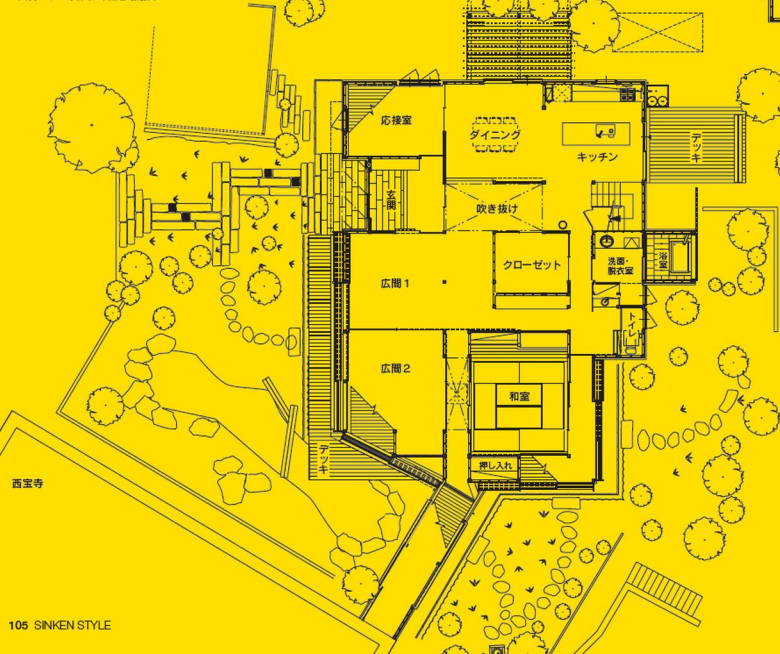 応接室
ダイニング
キッチン
デッキ
玄関
吹き抜け
クローゼット
洗面・
脱衣室
浴室
広間 1
トイレ
広間 2
和室
デッキ
押し入れ
西宝寺
105 SINKEN STYLE